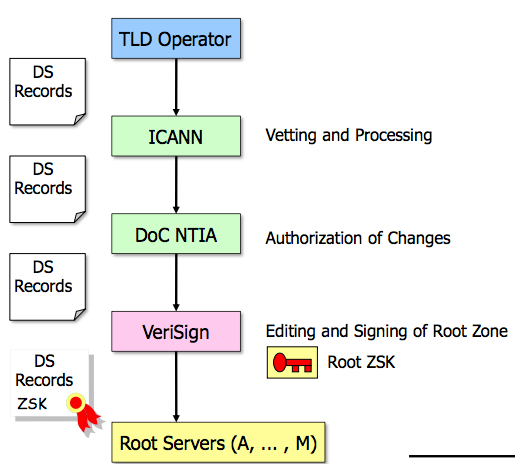 TLD Operator
DS
Records
ICANN
Vetting and Processing
DS
Records
DoC NTIA
Authorization of Changes
DS
Records
VeriSign
Editing and Signing of Root Zone
Root ZSK
DS
Records
ZSK
Root Servers (A, ... , M)